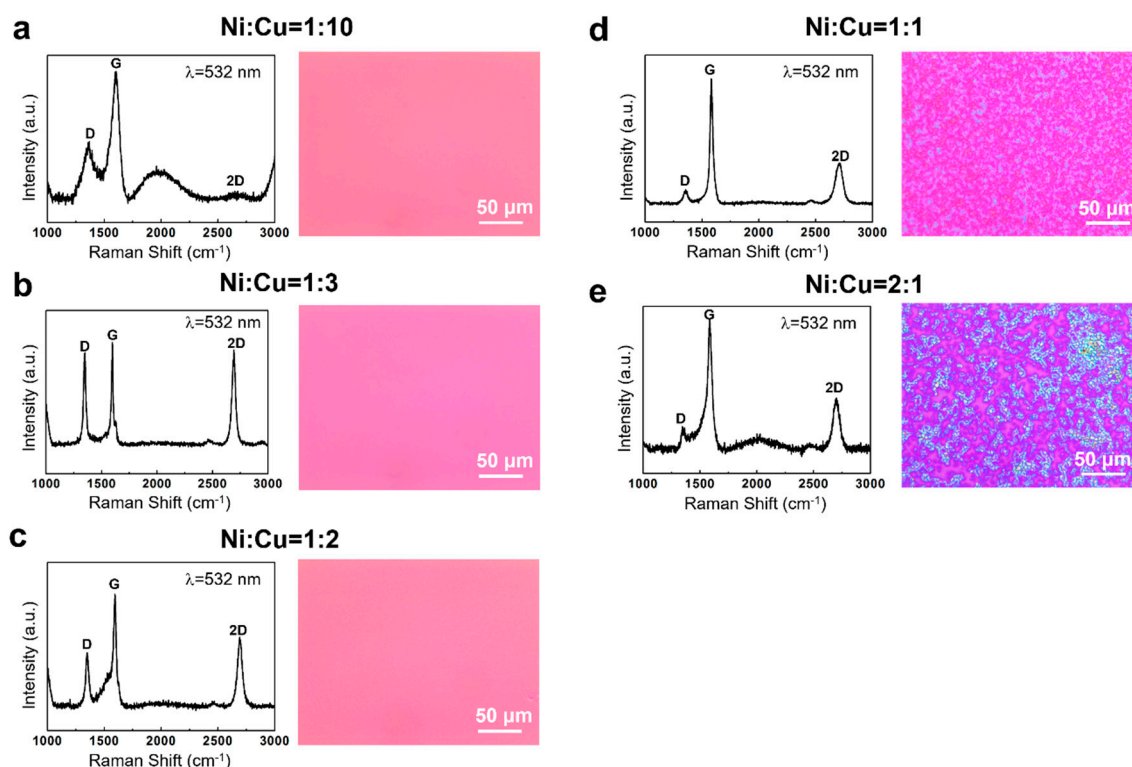 a
Ni:Cu=1:10
G
λ=532 nm
D
2D
Intensity (a.u.)
1000 1500 2000 2500 3000
Raman Shift (cm⁻¹)
50 μm
b
Ni:Cu=1:3
λ=532 nm
D
G
2D
Intensity (a.u.)
1000 1500 2000 2500 3000
Raman Shift (cm⁻¹)
50 μm
c
Ni:Cu=1:2
λ=532 nm
G
D
2D
Intensity (a.u.)
1000 1500 2000 2500 3000
Raman Shift (cm⁻¹)
50 μm
d
Ni:Cu=1:1
G
λ=532 nm
D
2D
Intensity (a.u.)
1000 1500 2000 2500 3000
Raman Shift (cm⁻¹)
50 μm
e
Ni:Cu=2:1
G
λ=532 nm
D
2D
Intensity (a.u.)
1000 1500 2000 2500 3000
Raman Shift (cm⁻¹)
50 μm